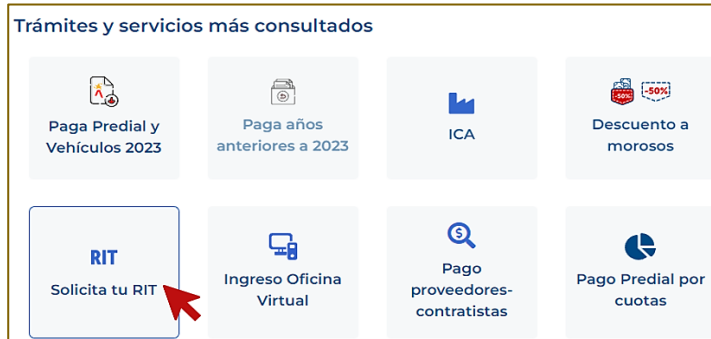 Trámites y servicios más consultados
Paga Predial y
Vehículos 2023
Paga años
anteriores a 2023
ICA
-50%
-50%
Descuento a
morosos
RIT
Solicita tu RIT
Ingreso Oficina
Virtual
Pago
proveedores-
contratistas
Pago Predial por
cuotas